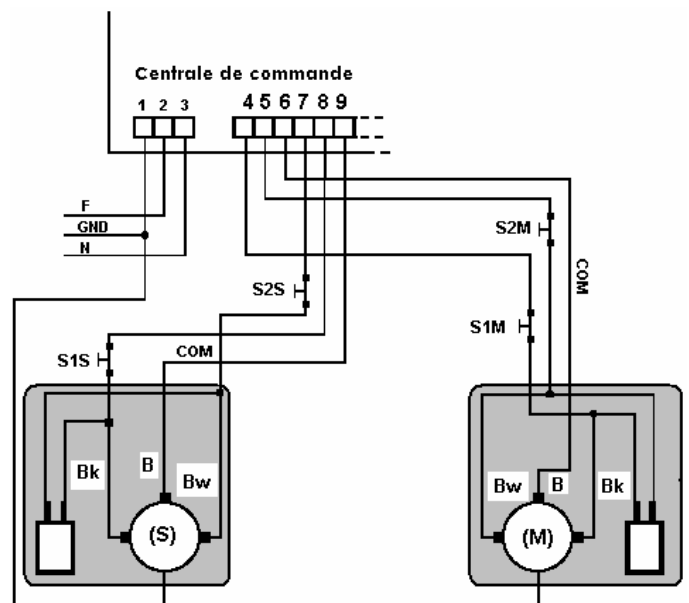 Centrale de commande
1 2 3 4 5 6 7 8 9
F
GND
N
S2M
COM
S2S
S1M
COM
S1S
Bk B Bw (S)
Bw B Bk (M)